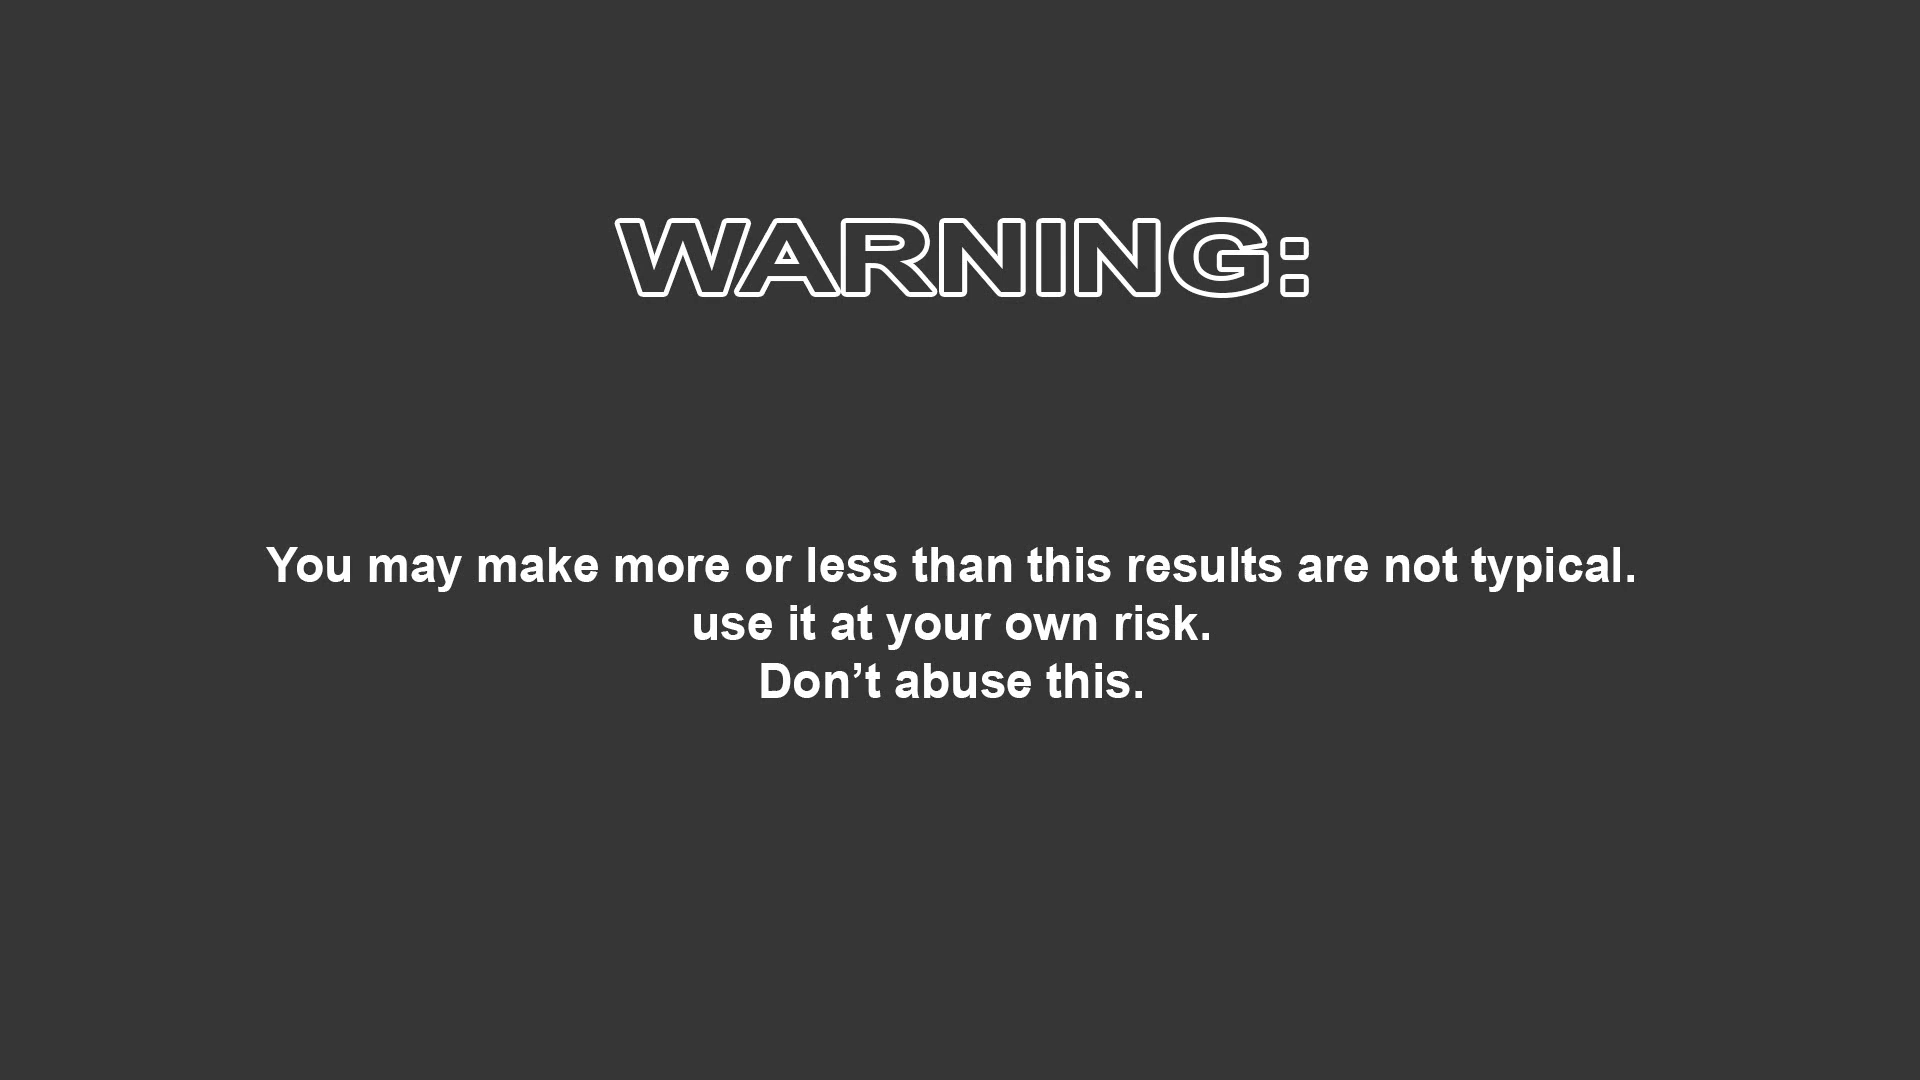 WARNING:
You may make more or less than this results are not typical.
use it at your own risk.
Don’t abuse this.